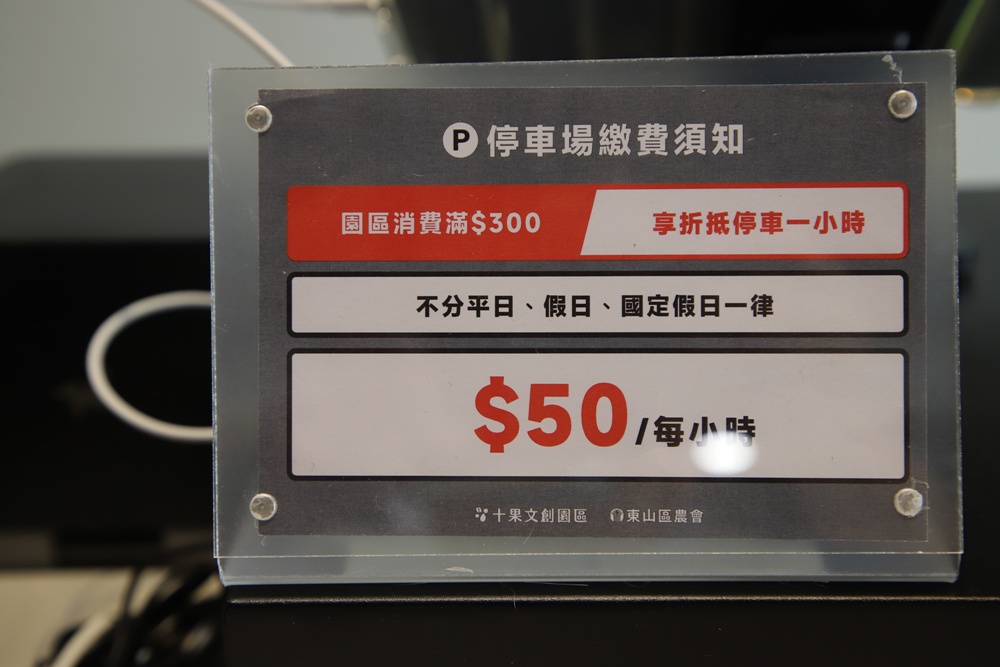 P 停車場繳費須知
園區消費滿$300 享折抵停車一小時
不分平日、假日、國定假日一律
$50/每小時
十果文創園區 東山區農會